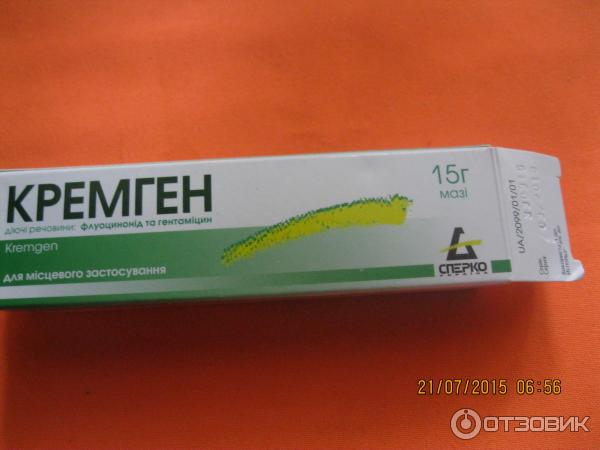 КРЕМГЕН
діючі речовини: флуоцинонід та гентаміцин
Kremgen
для місцевого застосування
15г
мазі
СПЕРКО
UA/2099/01/01
21/07/2015 06:56
ОТЗОВИК